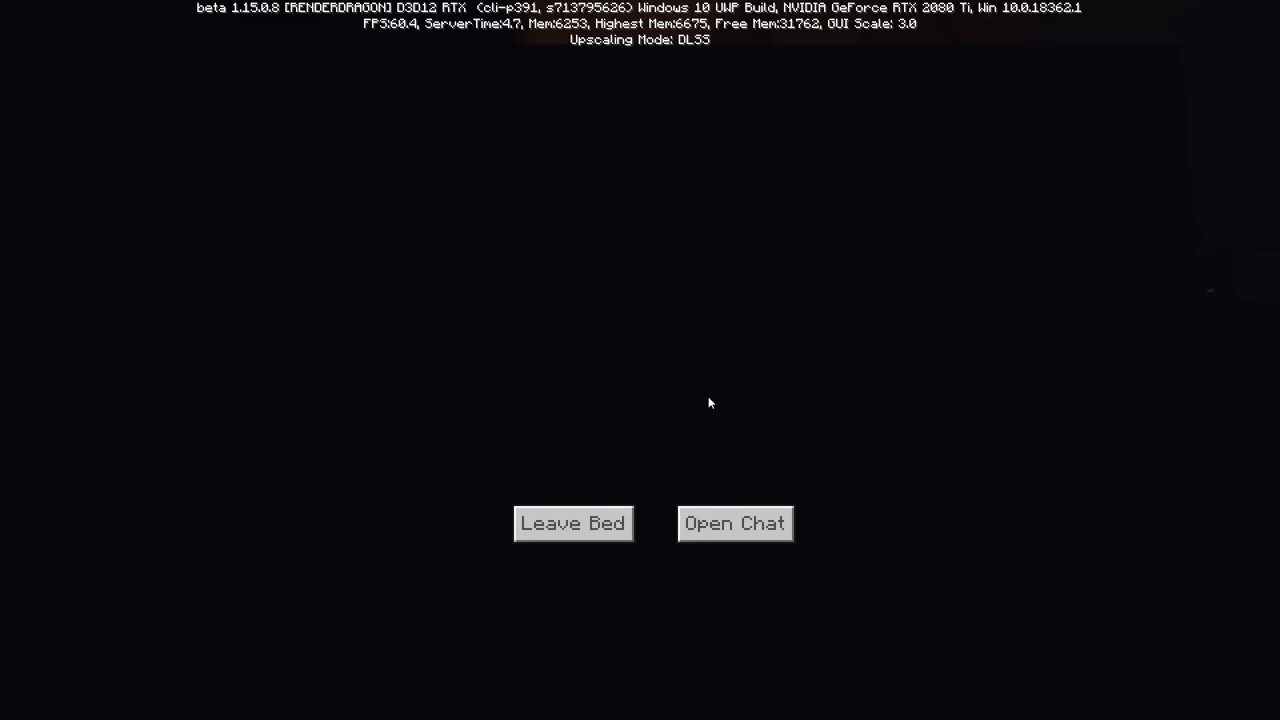 beta 1.15.0.8 [RENDERDRAGON] D3D12 RTX (cli-p391, s713795626) Windows 10 UWP Build, NVIDIA GeForce RTX 2080 Ti, Win 10.0.18362.1
FPS:60.4, ServerTime:4.7, Mem:6253, Highest Mem:6675, Free Mem:31762, GUI Scale: 3.0
Upscaling Mode: DLSS
Leave Bed
Open Chat